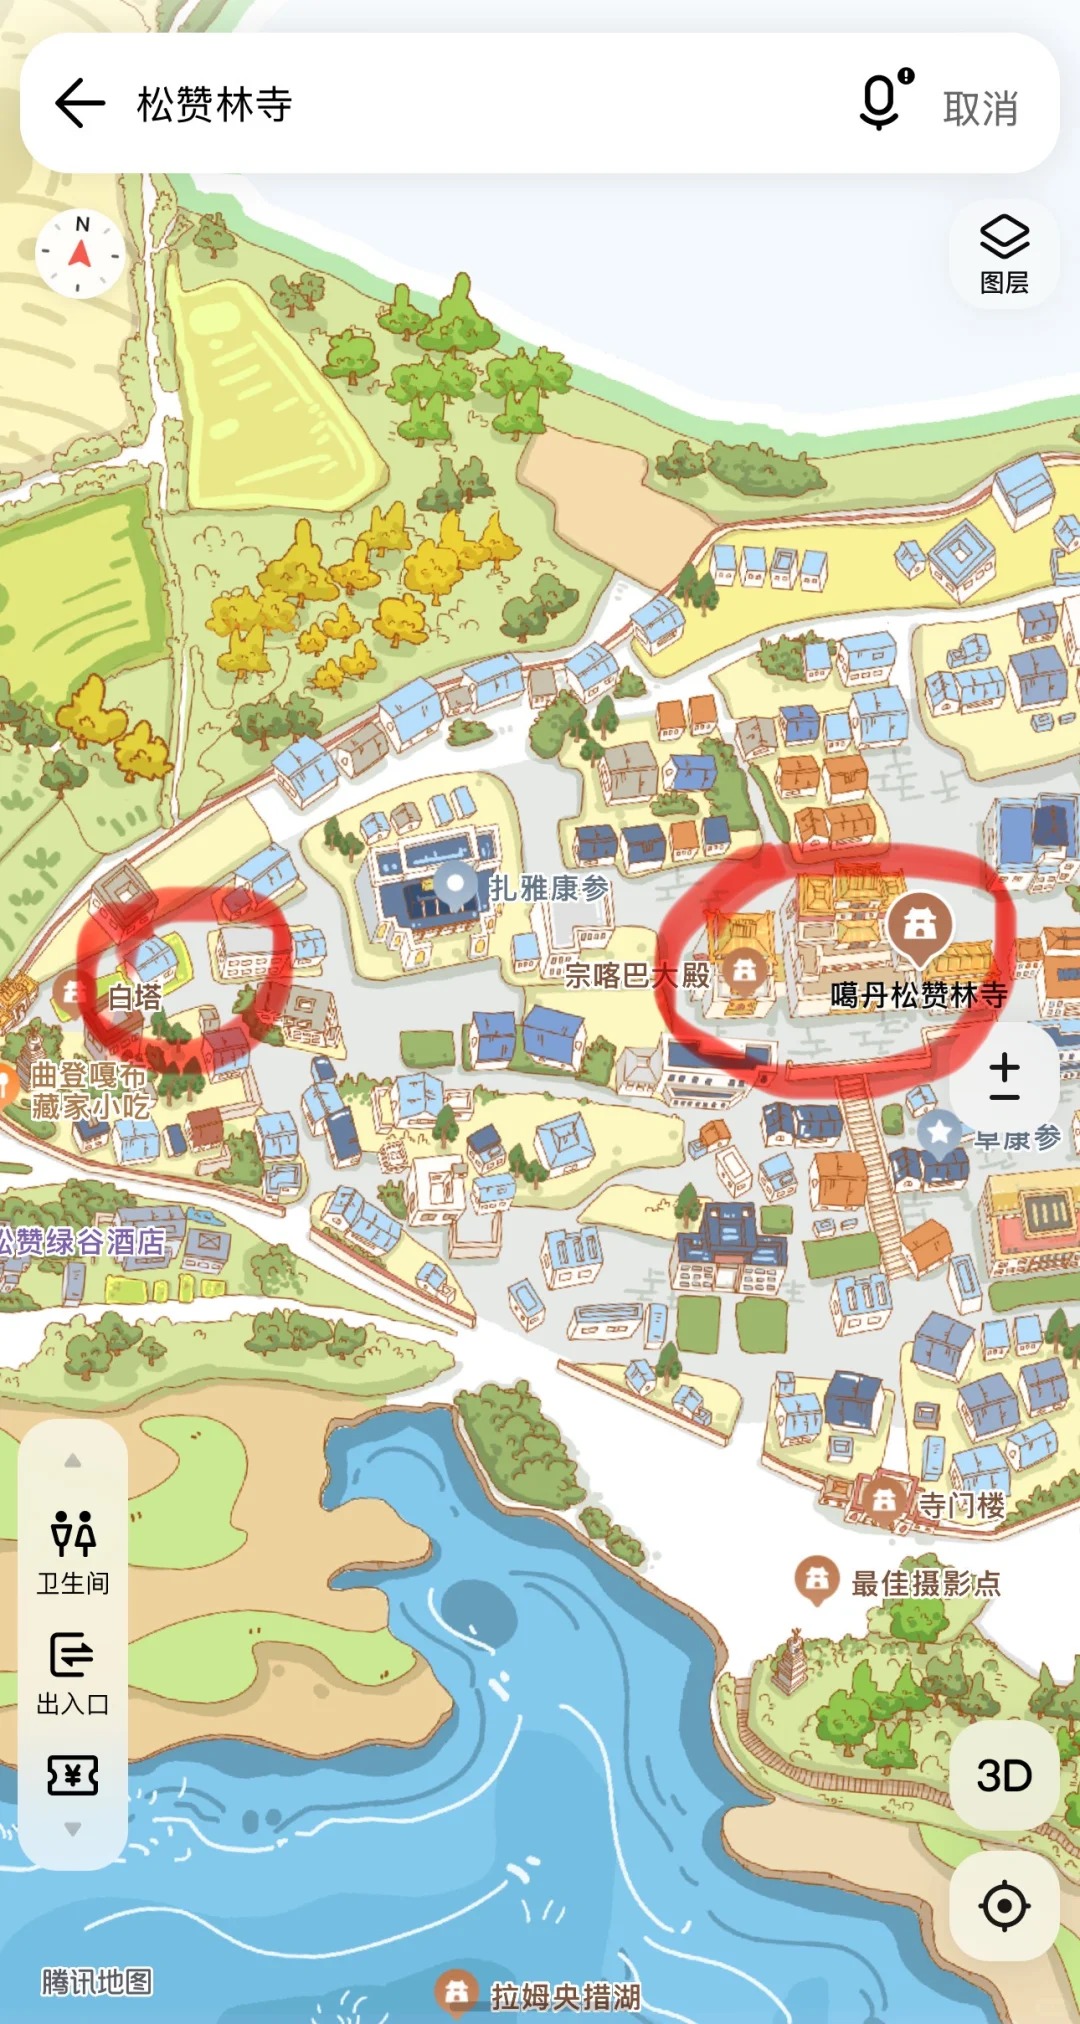 松赞林寺
取消
N
图层
扎雅康参
宗喀巴大殿
噶丹松赞林寺
白塔
曲登嘎布
藏家小吃
早康参
松赞绿谷酒店
寺门楼
最佳摄影点
卫生间
出入口
¥
3D
腾讯地图
拉姆央措湖